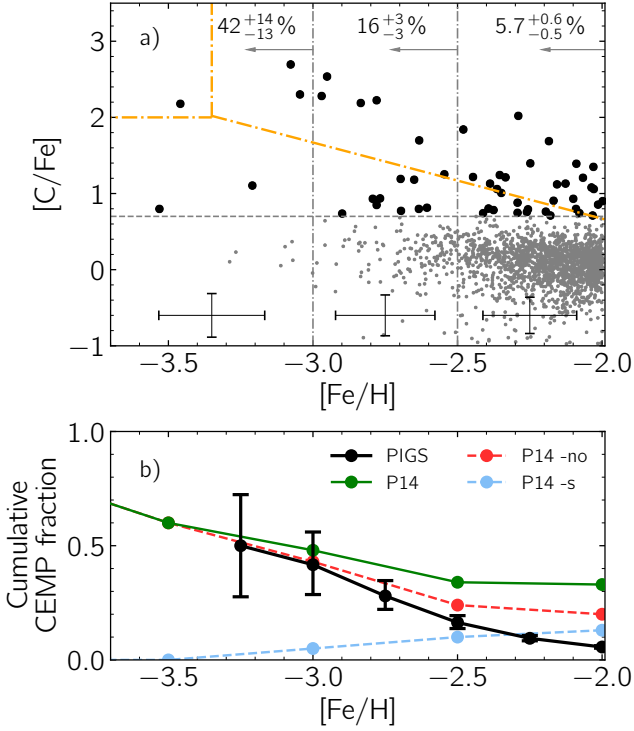 a)
42 +14 −13 %
16 +3 −3 %
5.7 +0.6 −0.5 %
[C/Fe]
3
2
1
0
−1
−3.5 −3.0 −2.5 −2.0
[Fe/H]
b)
PIGS
P14
P14 -no
P14 -s
Cumulative
CEMP fraction
1.0
0.5
0.0
−3.5 −3.0 −2.5 −2.0
[Fe/H]